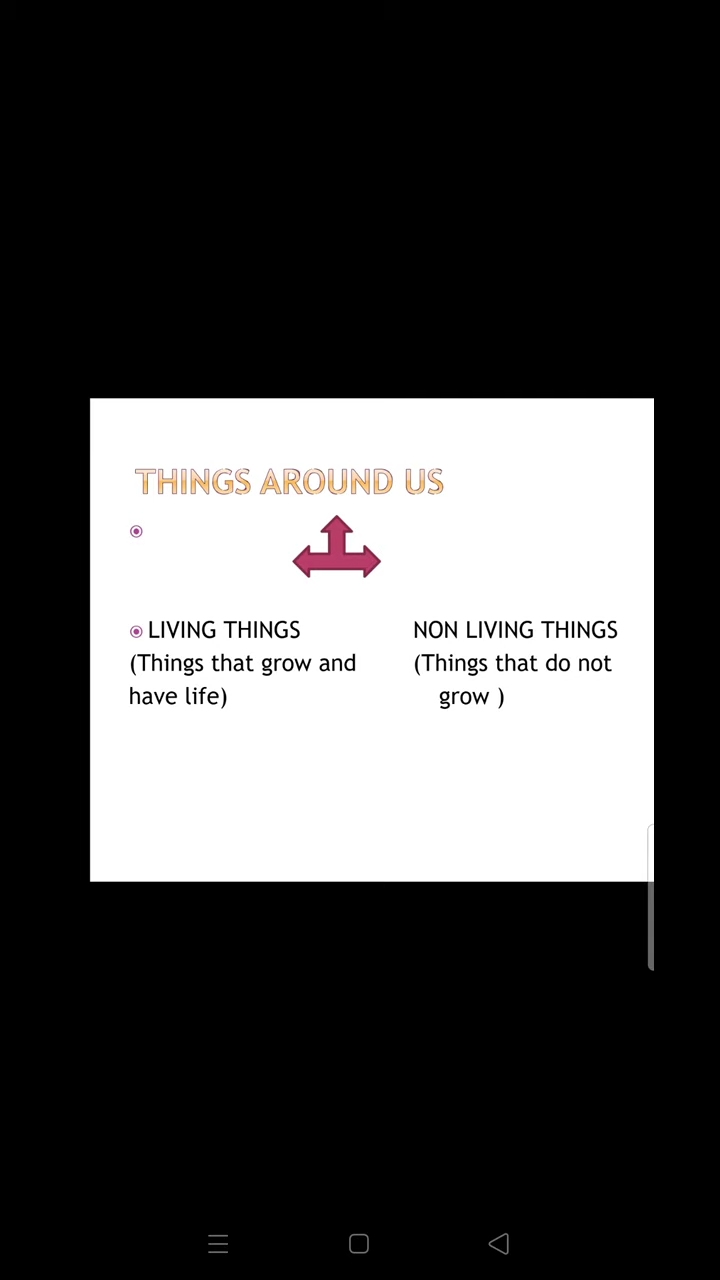 THINGS AROUND US
LIVING THINGS NON LIVING THINGS
(Things that grow and (Things that do not
have life) grow )